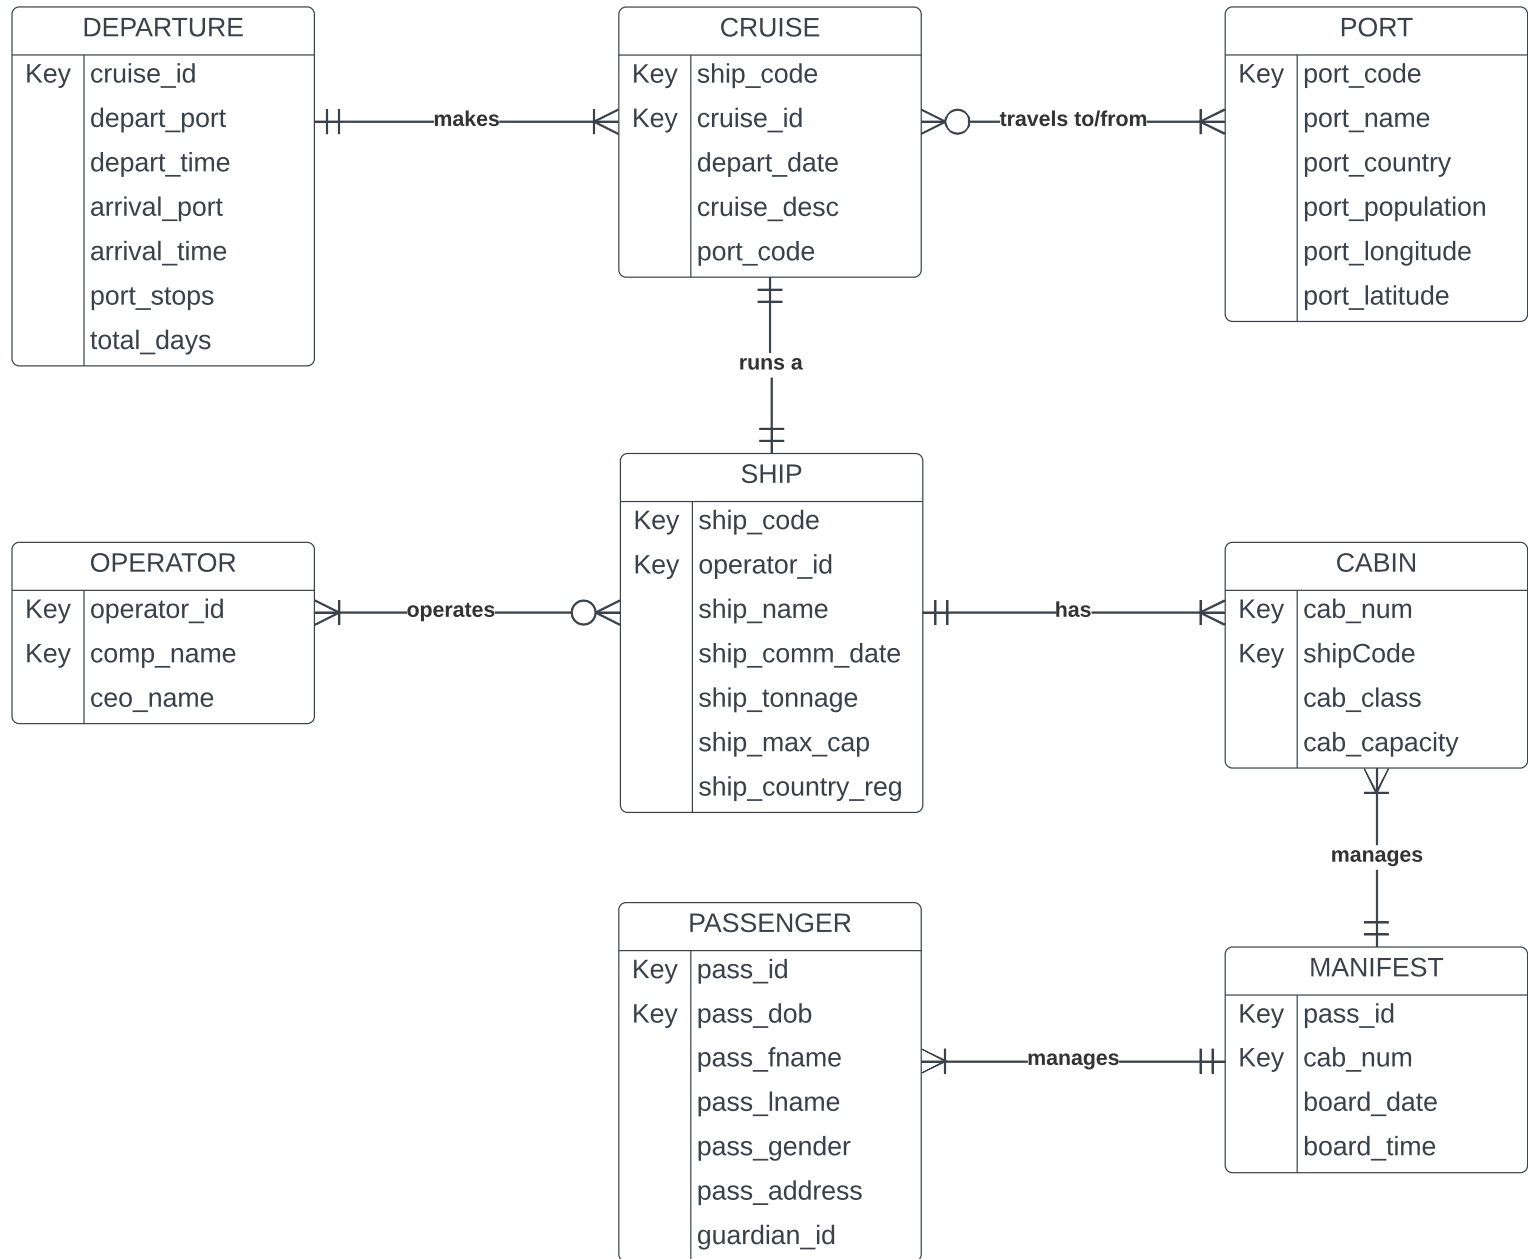 DEPARTURE
Key cruise_id
depart_port
depart_time
arrival_port
arrival_time
port_stops
total_days
makes
CRUISE
Key ship_code
Key cruise_id
depart_date
cruise_desc
port_code
travels to/from
PORT
Key port_code
port_name
port_country
port_population
port_longitude
port_latitude
runs a
OPERATOR
Key operator_id
Key comp_name
ceo_name
operates
SHIP
Key ship_code
Key operator_id
ship_name
ship_comm_date
ship_tonnage
ship_max_cap
ship_country_reg
has
CABIN
Key cab_num
Key shipCode
cab_class
cab_capacity
manages
PASSENGER
Key pass_id
Key pass_dob
pass_fname
pass_lname
pass_gender
pass_address
guardian_id
manages
MANIFEST
Key pass_id
Key cab_num
board_date
board_time